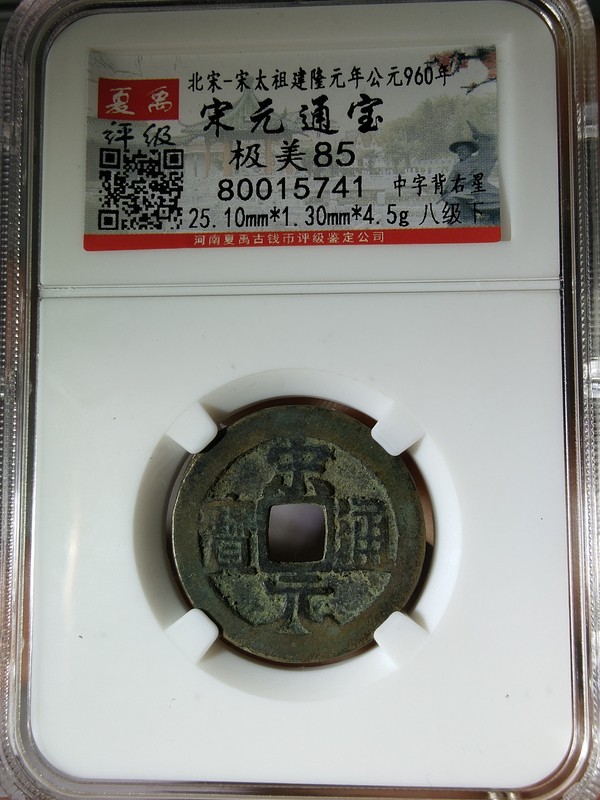 北宋-宋太祖建隆元年公元960年
夏禹
评级
宋元通宝
极美85
80015741 中字背右星
25.10mm*1.30mm*4.5g 八级下
河南夏禹古钱币评级鉴定公司
宋
寳 通
元